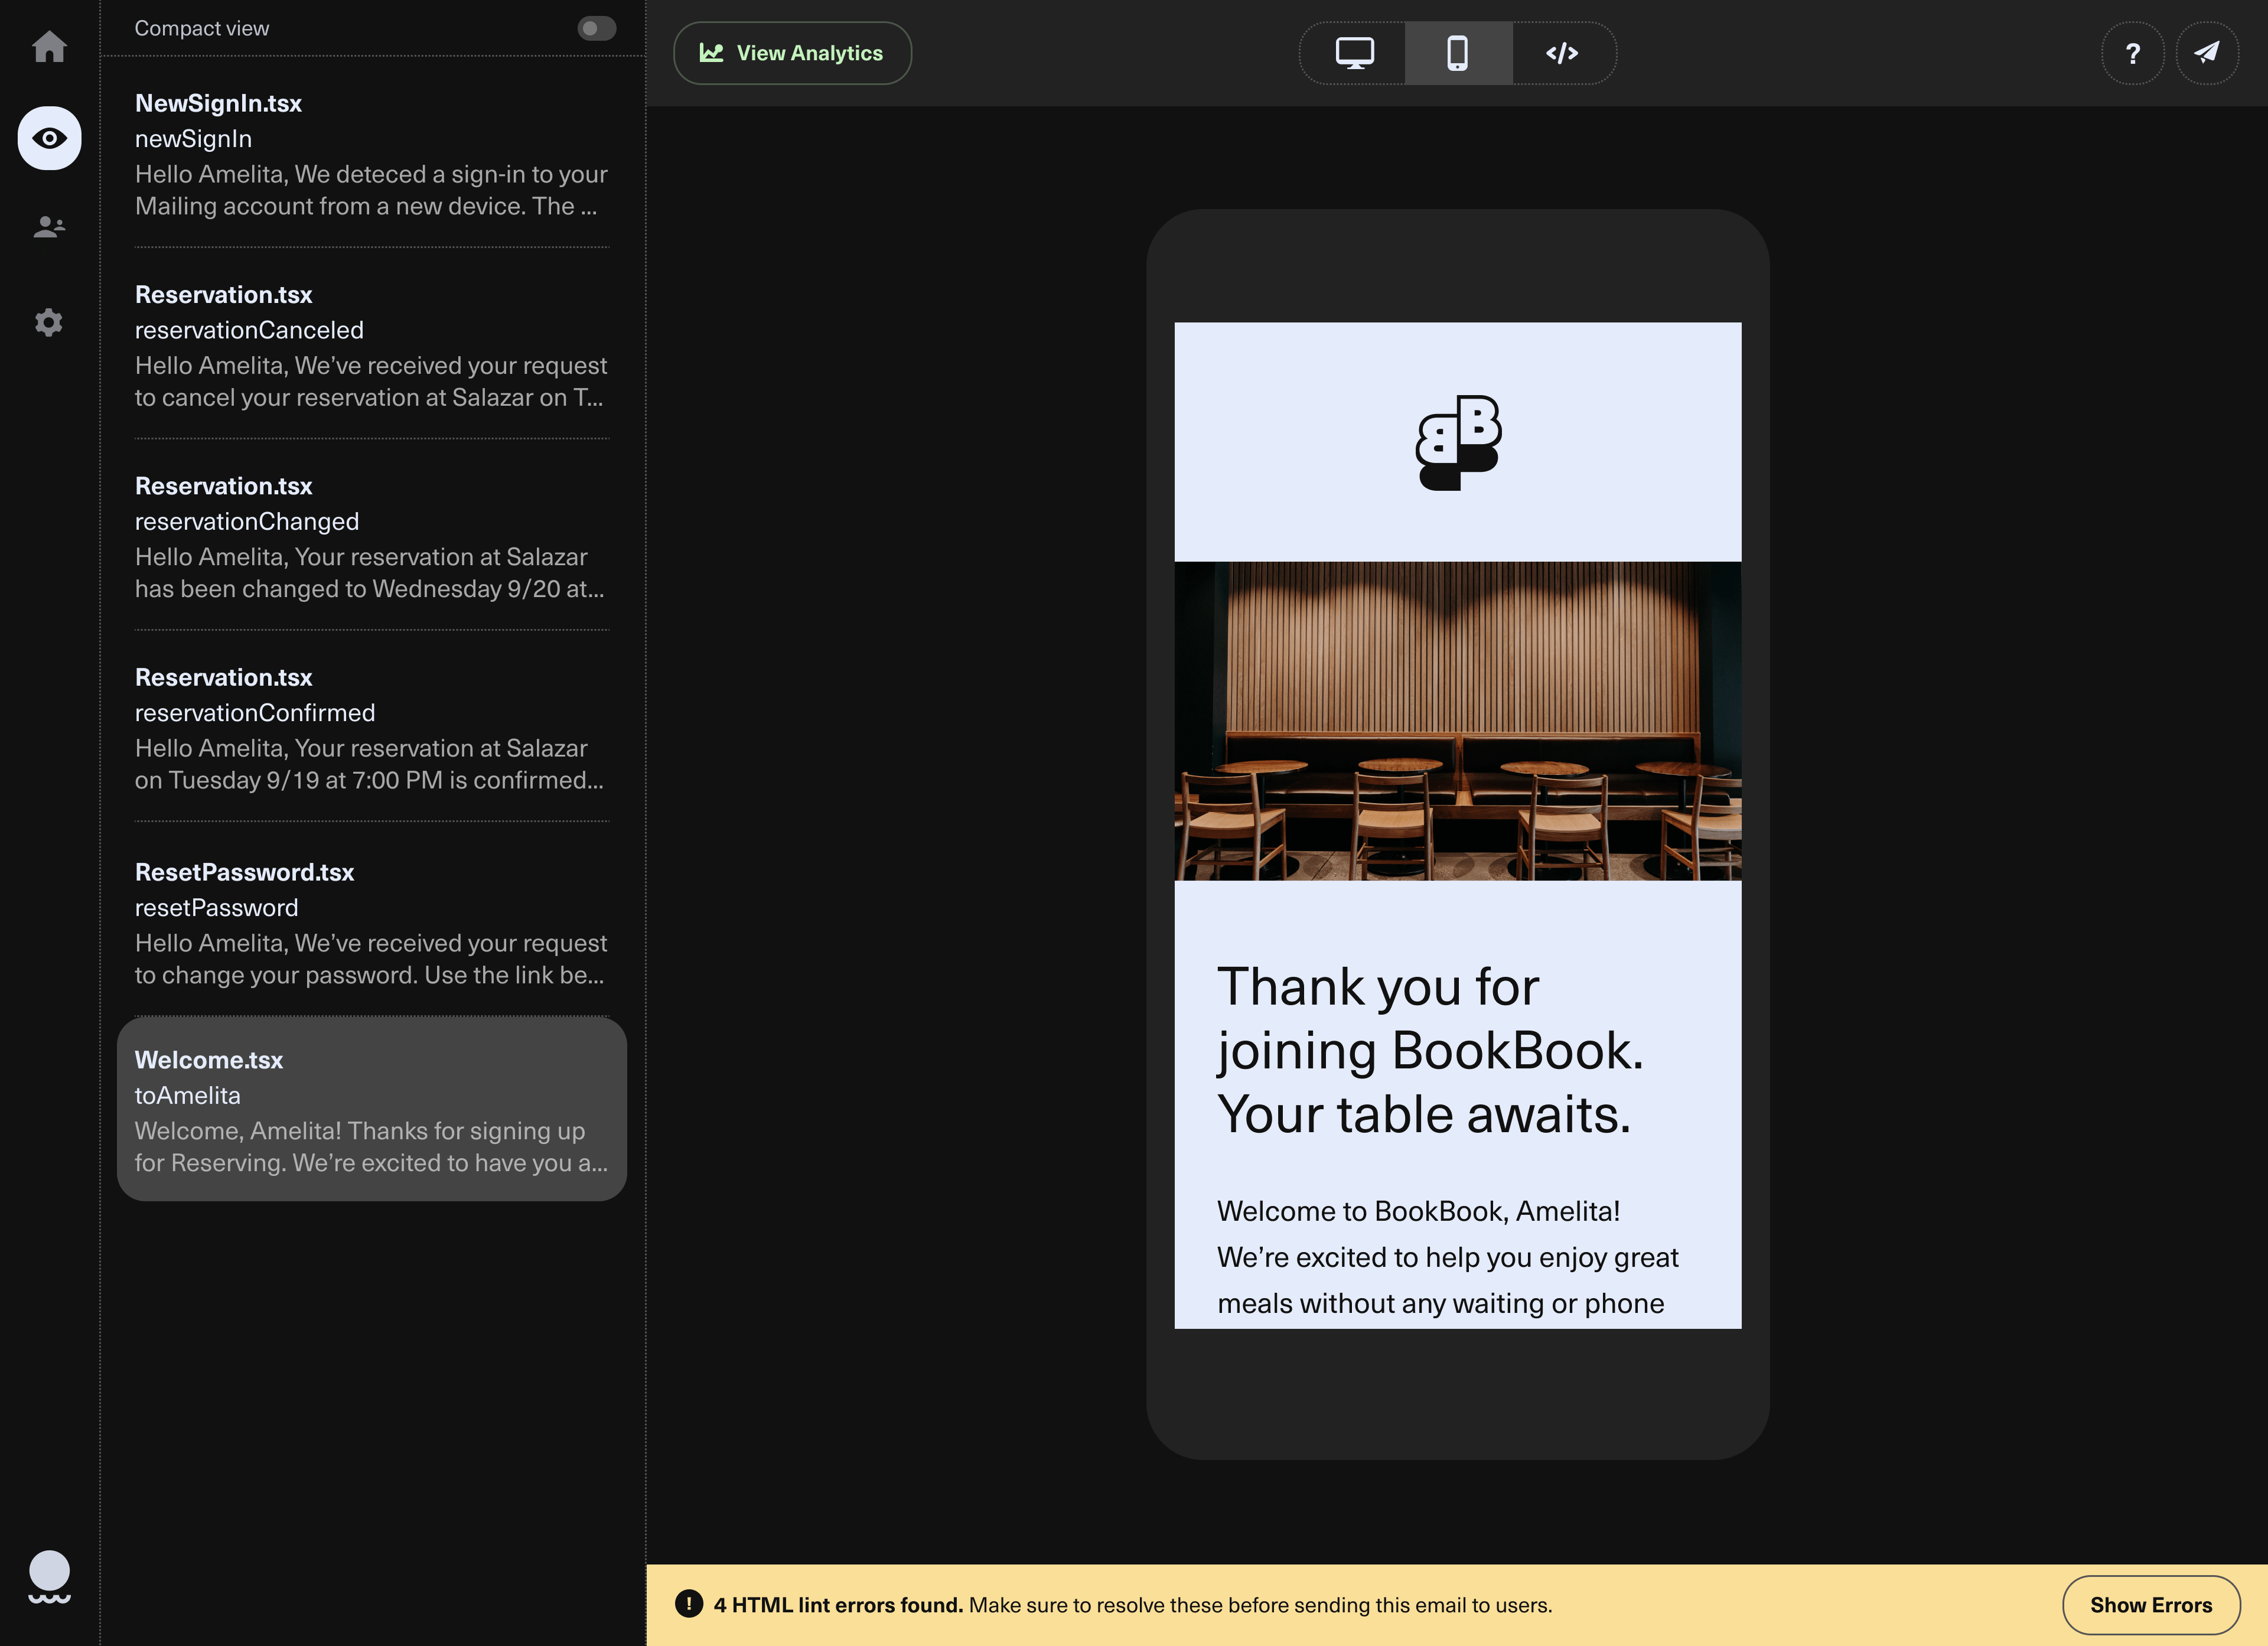 Compact view
NewSignIn.tsx
newSignIn
Hello Amelita, We deteced a sign-in to your
Mailing account from a new device. The ...
Reservation.tsx
reservationCanceled
Hello Amelita, We’ve received your request
to cancel your reservation at Salazar on T...
Reservation.tsx
reservationChanged
Hello Amelita, Your reservation at Salazar
has been changed to Wednesday 9/20 at...
Reservation.tsx
reservationConfirmed
Hello Amelita, Your reservation at Salazar
on Tuesday 9/19 at 7:00 PM is confirmed...
ResetPassword.tsx
resetPassword
Hello Amelita, We’ve received your request
to change your password. Use the link be...
Welcome.tsx
toAmelita
Welcome, Amelita! Thanks for signing up
for Reserving. We’re excited to have you a...
View Analytics
</>
?
BB
Thank you for
joining BookBook.
Your table awaits.
Welcome to BookBook, Amelita!
We’re excited to help you enjoy great
meals without any waiting or phone
! 4 HTML lint errors found. Make sure to resolve these before sending this email to users.
Show Errors